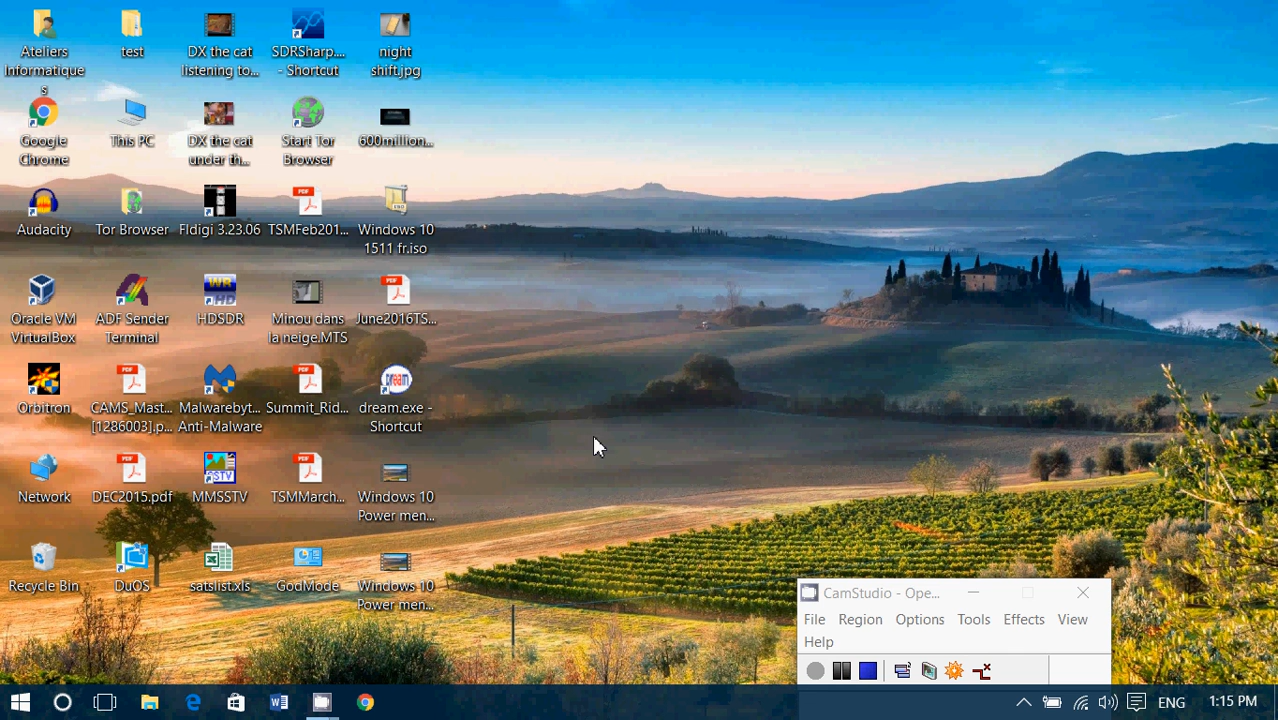 Ateliers
Informatique
s
test
DX the cat
listening to...
SDRSharp....
- Shortcut
night
shift.jpg
Google
Chrome
This PC
DX the cat
under th...
Start Tor
Browser
600million...
Audacity
Tor Browser
Fldigi 3.23.06
TSMFeb201...
Windows 10
1511 fr.iso
Oracle VM
VirtualBox
ADF Sender
Terminal
HDSDR
Minou dans
la neige.MTS
June2016TS...
Orbitron
CAMS_Mast...
[1286003].p...
Malwarebyt...
Anti-Malware
Summit_Rid...
dream.exe -
Shortcut
Network
DEC2015.pdf
MMSSTV
TSMMarch...
Windows 10
Power men...
Recycle Bin
DuOS
satslist.xls
GodMode
Windows 10
Power men...
CamStudio - Ope...
File Region Options Tools Effects View
Help
ENG 1:15 PM